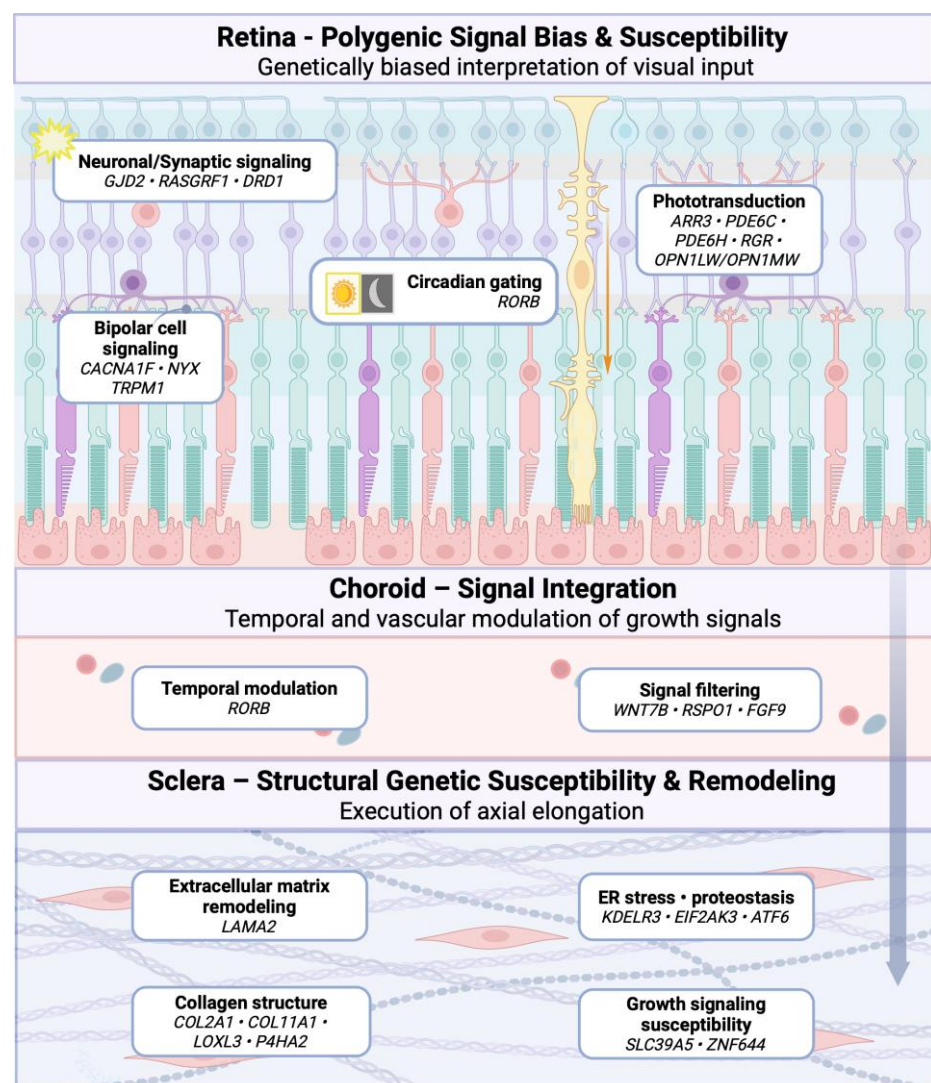 Retina - Polygenic Signal Bias & Susceptibility
Genetically biased interpretation of visual input
Neuronal/Synaptic signaling
GJD2 • RASGRF1 • DRD1
Phototransduction
ARR3 • PDE6C •
PDE6H • RGR •
OPN1LW/OPN1MW
Circadian gating
RORB
Bipolar cell
signaling
CACNA1F • NYX
TRPM1
Choroid – Signal Integration
Temporal and vascular modulation of growth signals
Temporal modulation
RORB
Signal filtering
WNT7B • RSPO1 • FGF9
Sclera – Structural Genetic Susceptibility & Remodeling
Execution of axial elongation
Extracellular matrix
remodeling
LAMA2
ER stress • proteostasis
KDELR3 • EIF2AK3 • ATF6
Collagen structure
COL2A1 • COL11A1 •
LOXL3 • P4HA2
Growth signaling
susceptibility
SLC39A5 • ZNF644